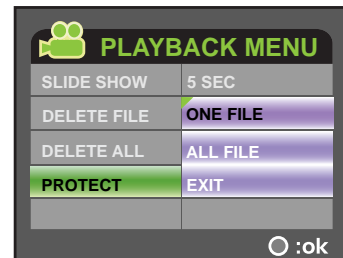 PLAYBACK MENU
SLIDE SHOW 5 SEC
DELETE FILE ONE FILE
DELETE ALL ALL FILE
PROTECT EXIT
:ok